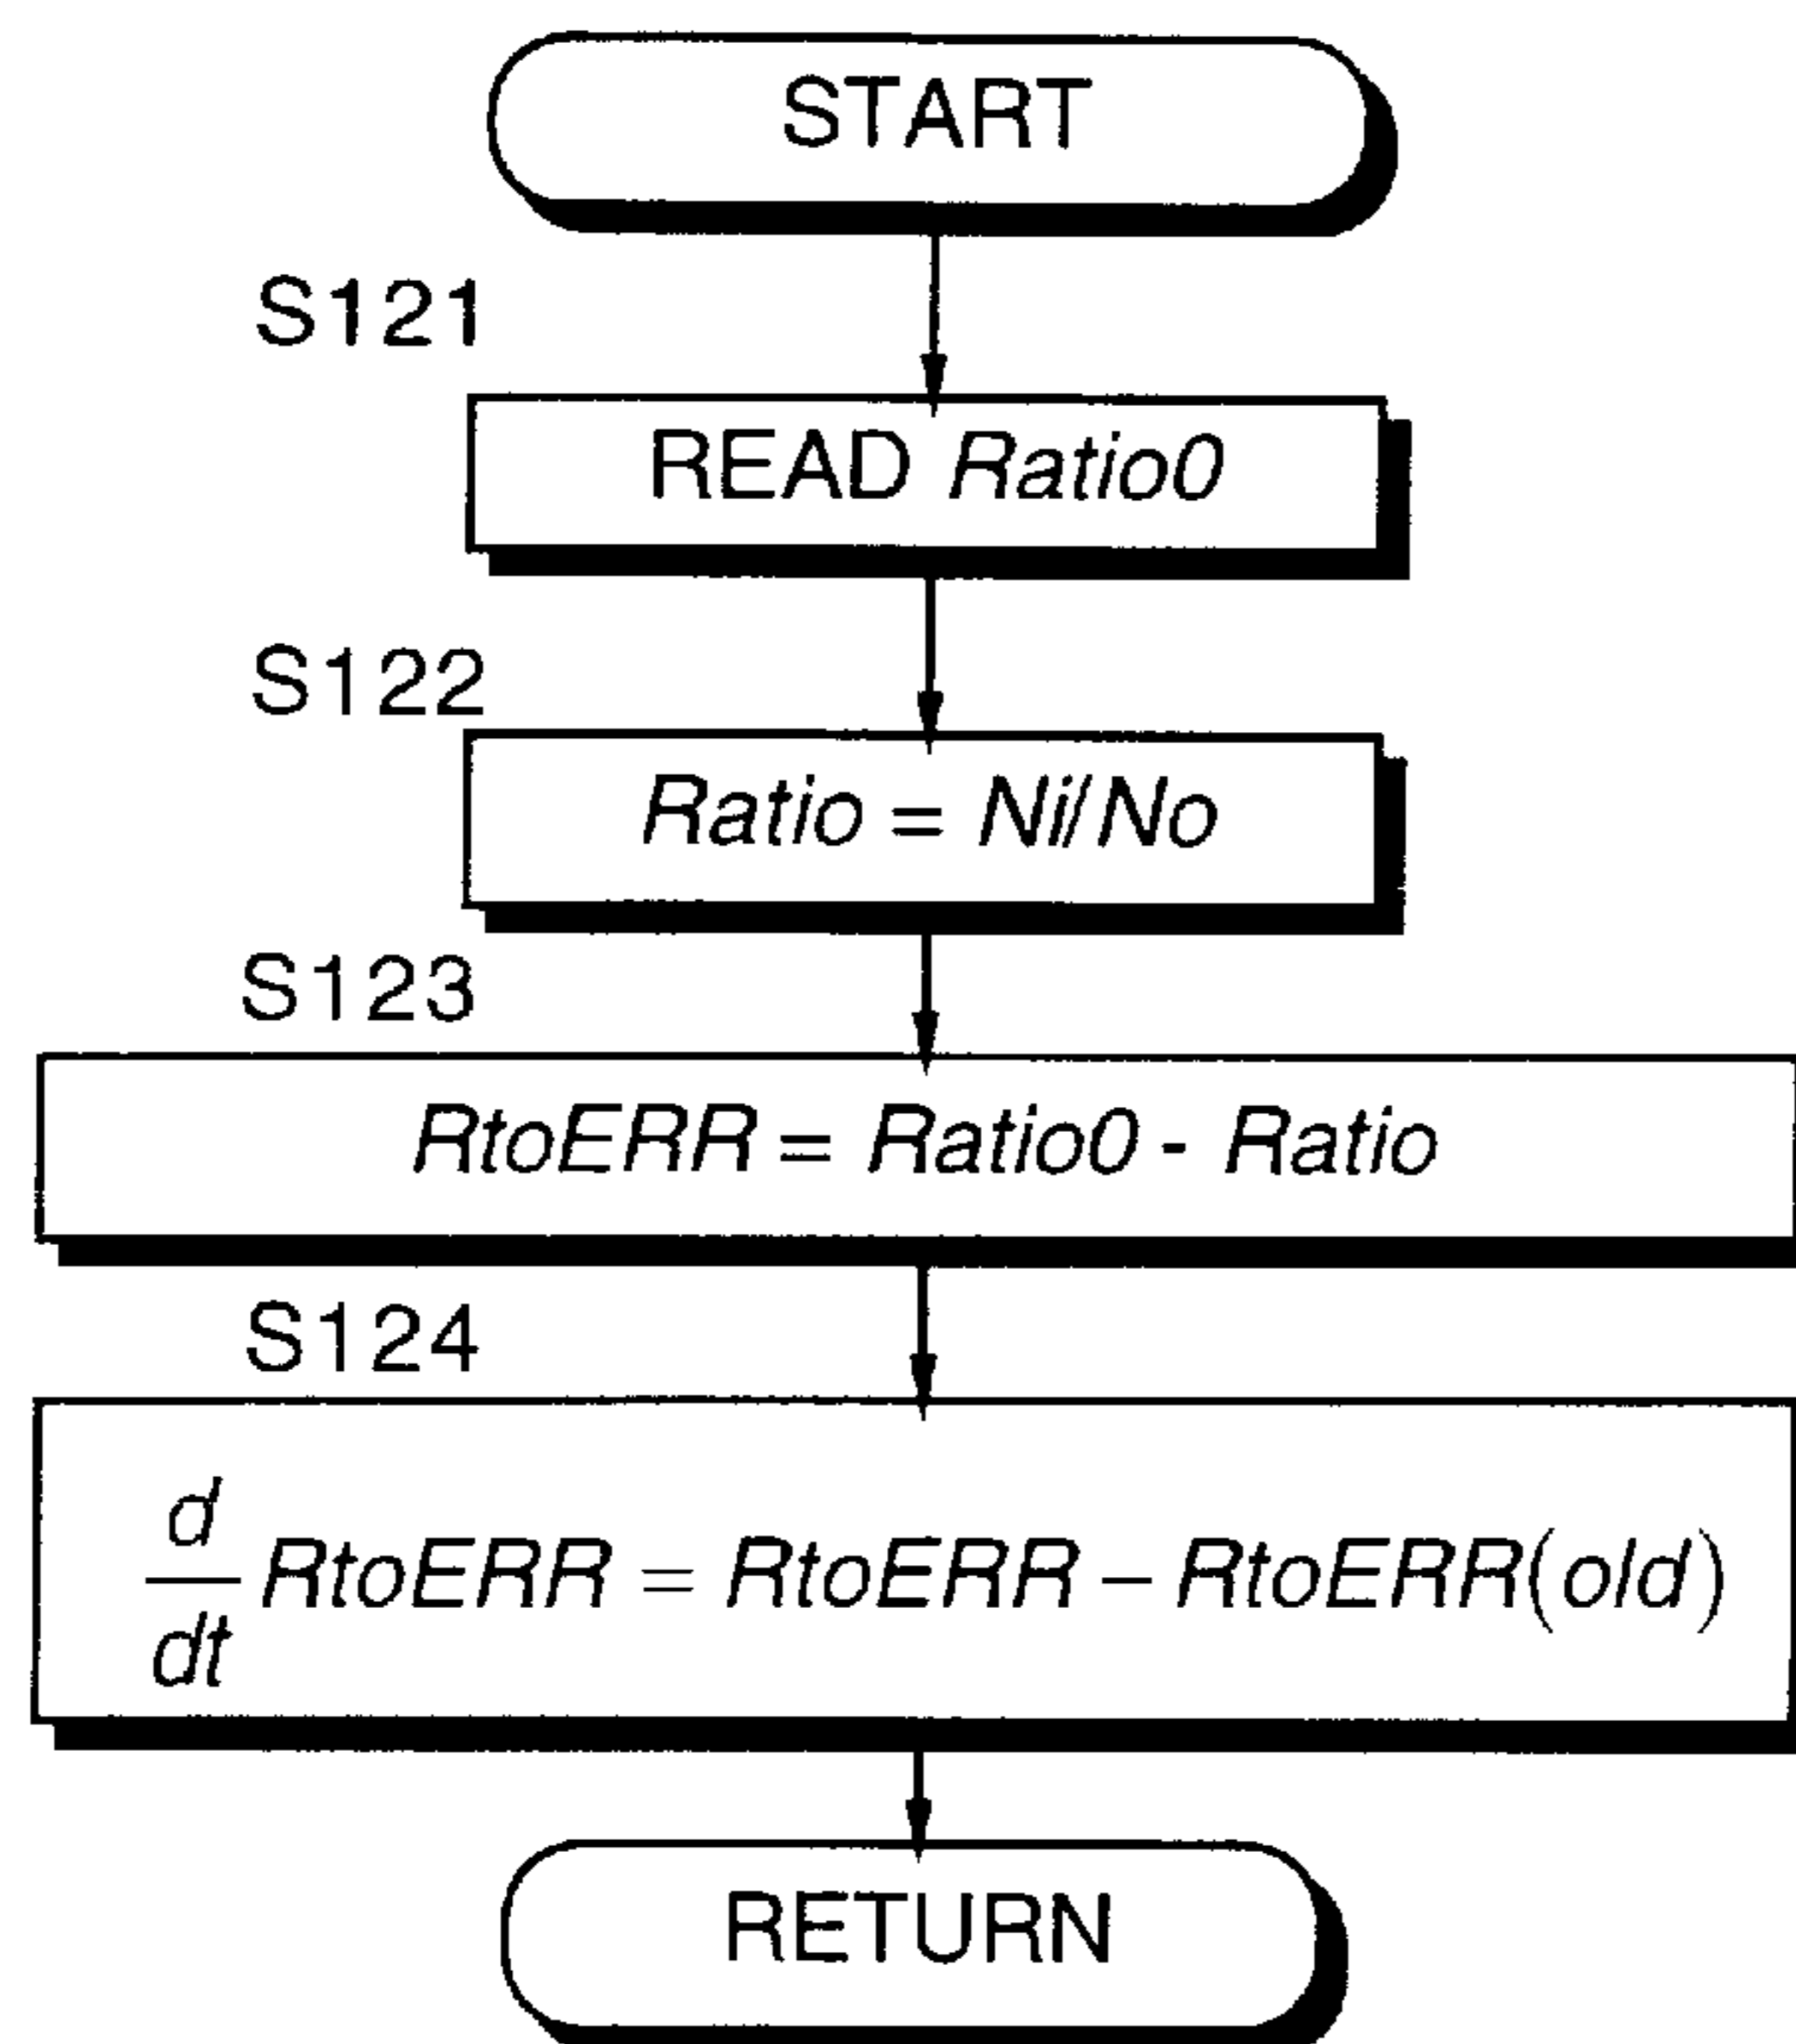 START
S121
READ Ratio0
S122
Ratio = Ni/No
S123
RtoERR = Ratio0 - Ratio
S124
d
dt
RtoERR = RtoERR – RtoERR(old)
RETURN